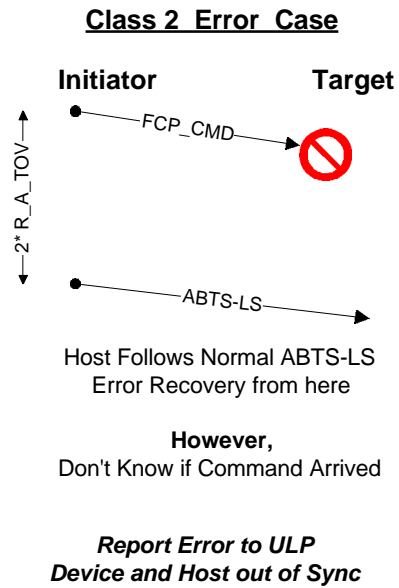 Class 2 Error Case
Initiator Target
FCP_CMD
2* R_A_TOV
ABTS-LS
Host Follows Normal ABTS-LS
Error Recovery from here
However,
Don't Know if Command Arrived
Report Error to ULP
Device and Host out of Sync